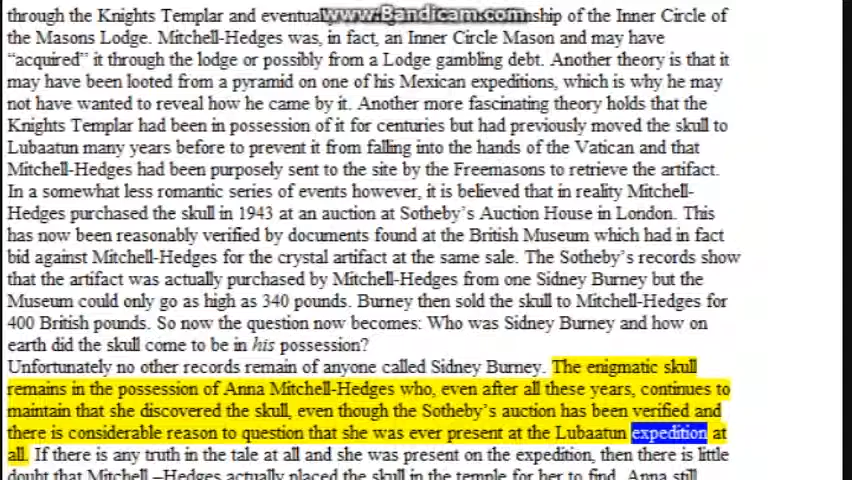 through the Knights Templar and eventual www.Bandicam.com nship of the Inner Circle of
the Masons Lodge. Mitchell-Hedges was, in fact, an Inner Circle Mason and may have
“acquired” it through the lodge or possibly from a Lodge gambling debt. Another theory is that it
may have been looted from a pyramid on one of his Mexican expeditions, which is why he may
not have wanted to reveal how he came by it. Another more fascinating theory holds that the
Knights Templar had been in possession of it for centuries but had previously moved the skull to
Lubaatun many years before to prevent it from falling into the hands of the Vatican and that
Mitchell-Hedges had been purposely sent to the site by the Freemasons to retrieve the artifact.
In a somewhat less romantic series of events however, it is believed that in reality Mitchell-
Hedges purchased the skull in 1943 at an auction at Sotheby’s Auction House in London. This
has now been reasonably verified by documents found at the British Museum which had in fact
bid against Mitchell-Hedges for the crystal artifact at the same sale. The Sotheby’s records show
that the artifact was actually purchased by Mitchell-Hedges from one Sidney Burney but the
Museum could only go as high as 340 pounds. Burney then sold the skull to Mitchell-Hedges for
400 British pounds. So now the question now becomes: Who was Sidney Burney and how on
earth did the skull come to be in his possession?
Unfortunately no other records remain of anyone called Sidney Burney. The enigmatic skull
remains in the possession of Anna Mitchell-Hedges who, even after all these years, continues to
maintain that she discovered the skull, even though the Sotheby’s auction has been verified and
there is considerable reason to question that she was ever present at the Lubaatun expedition at
all. If there is any truth in the tale at all and she was present on the expedition, then there is little
doubt that Mitchell –Hedges actually placed the skull in the temple for her to find. Anna still